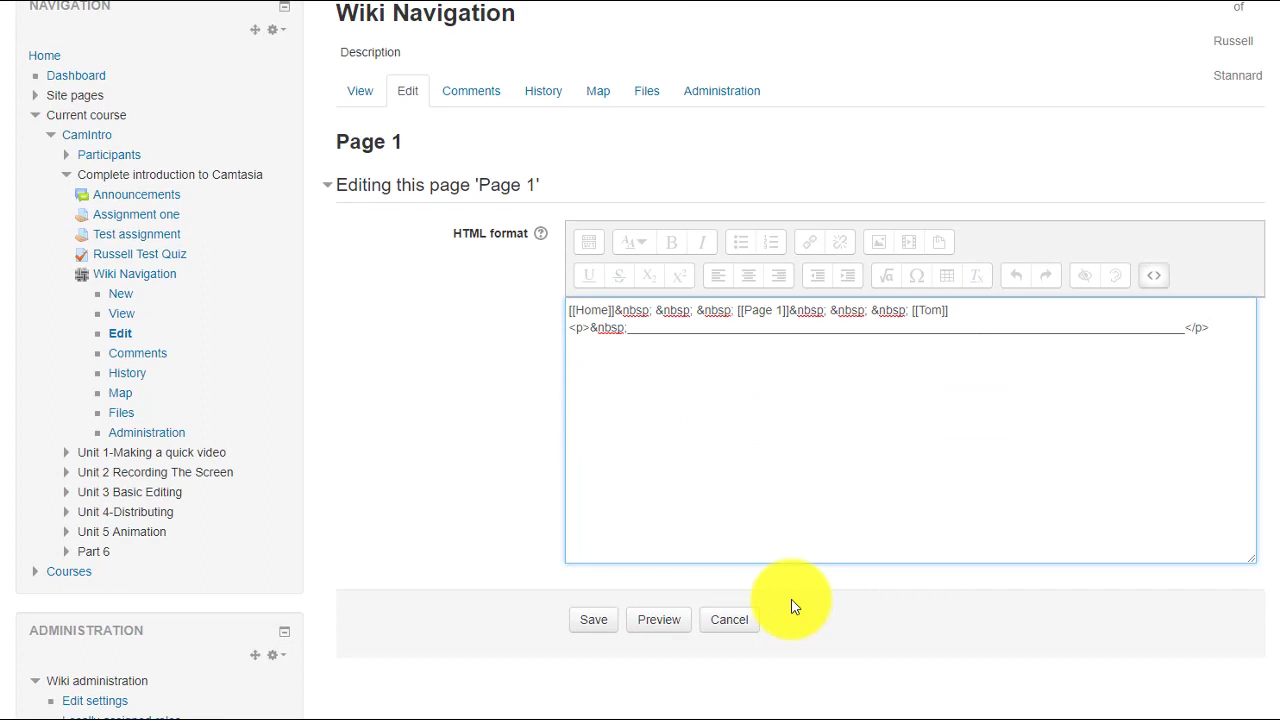 NAVIGATION
Home
Dashboard
Site pages
Current course
CamIntro
Participants
Complete introduction to Camtasia
Announcements
Assignment one
Test assignment
Russell Test Quiz
Wiki Navigation
New
View
Edit
Comments
History
Map
Files
Administration
Unit 1-Making a quick video
Unit 2 Recording The Screen
Unit 3 Basic Editing
Unit 4-Distributing
Unit 5 Animation
Part 6
Courses
ADMINISTRATION
Wiki administration
Edit settings
Wiki Navigation
Description
View Edit Comments History Map Files Administration
Page 1
Editing this page 'Page 1'
HTML format
[[Home]]&nbsp; &nbsp; &nbsp; [[Page 1]]&nbsp; &nbsp; &nbsp; [[Tom]]
<p>&nbsp;______________________________________________________________________________</p>
Save Preview Cancel
of
Russell
Stannard